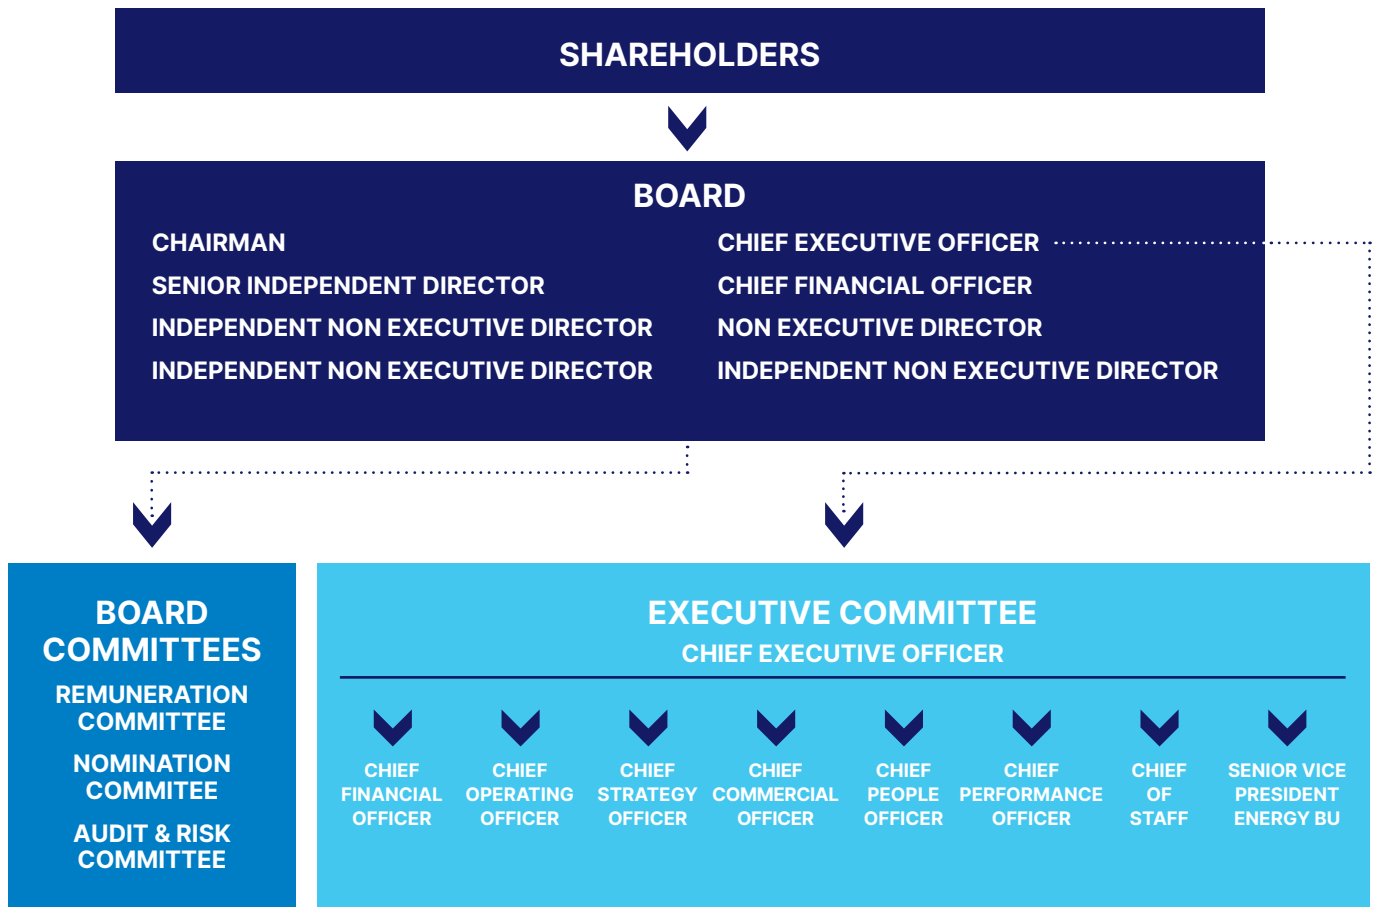 SHAREHOLDERS
BOARD
CHAIRMAN
SENIOR INDEPENDENT DIRECTOR
INDEPENDENT NON EXECUTIVE DIRECTOR
INDEPENDENT NON EXECUTIVE DIRECTOR
CHIEF EXECUTIVE OFFICER
CHIEF FINANCIAL OFFICER
NON EXECUTIVE DIRECTOR
INDEPENDENT NON EXECUTIVE DIRECTOR
BOARD
COMMITTEES
REMUNERATION
COMMITTEE
NOMINATION
COMMITEE
AUDIT & RISK
COMMITTEE
EXECUTIVE COMMITTEE
CHIEF EXECUTIVE OFFICER
CHIEF
FINANCIAL
OFFICER
CHIEF
OPERATING
OFFICER
CHIEF
STRATEGY
OFFICER
CHIEF
COMMERCIAL
OFFICER
CHIEF
PEOPLE
OFFICER
CHIEF
PERFORMANCE
OFFICER
CHIEF
OF
STAFF
SENIOR VICE
PRESIDENT
ENERGY BU